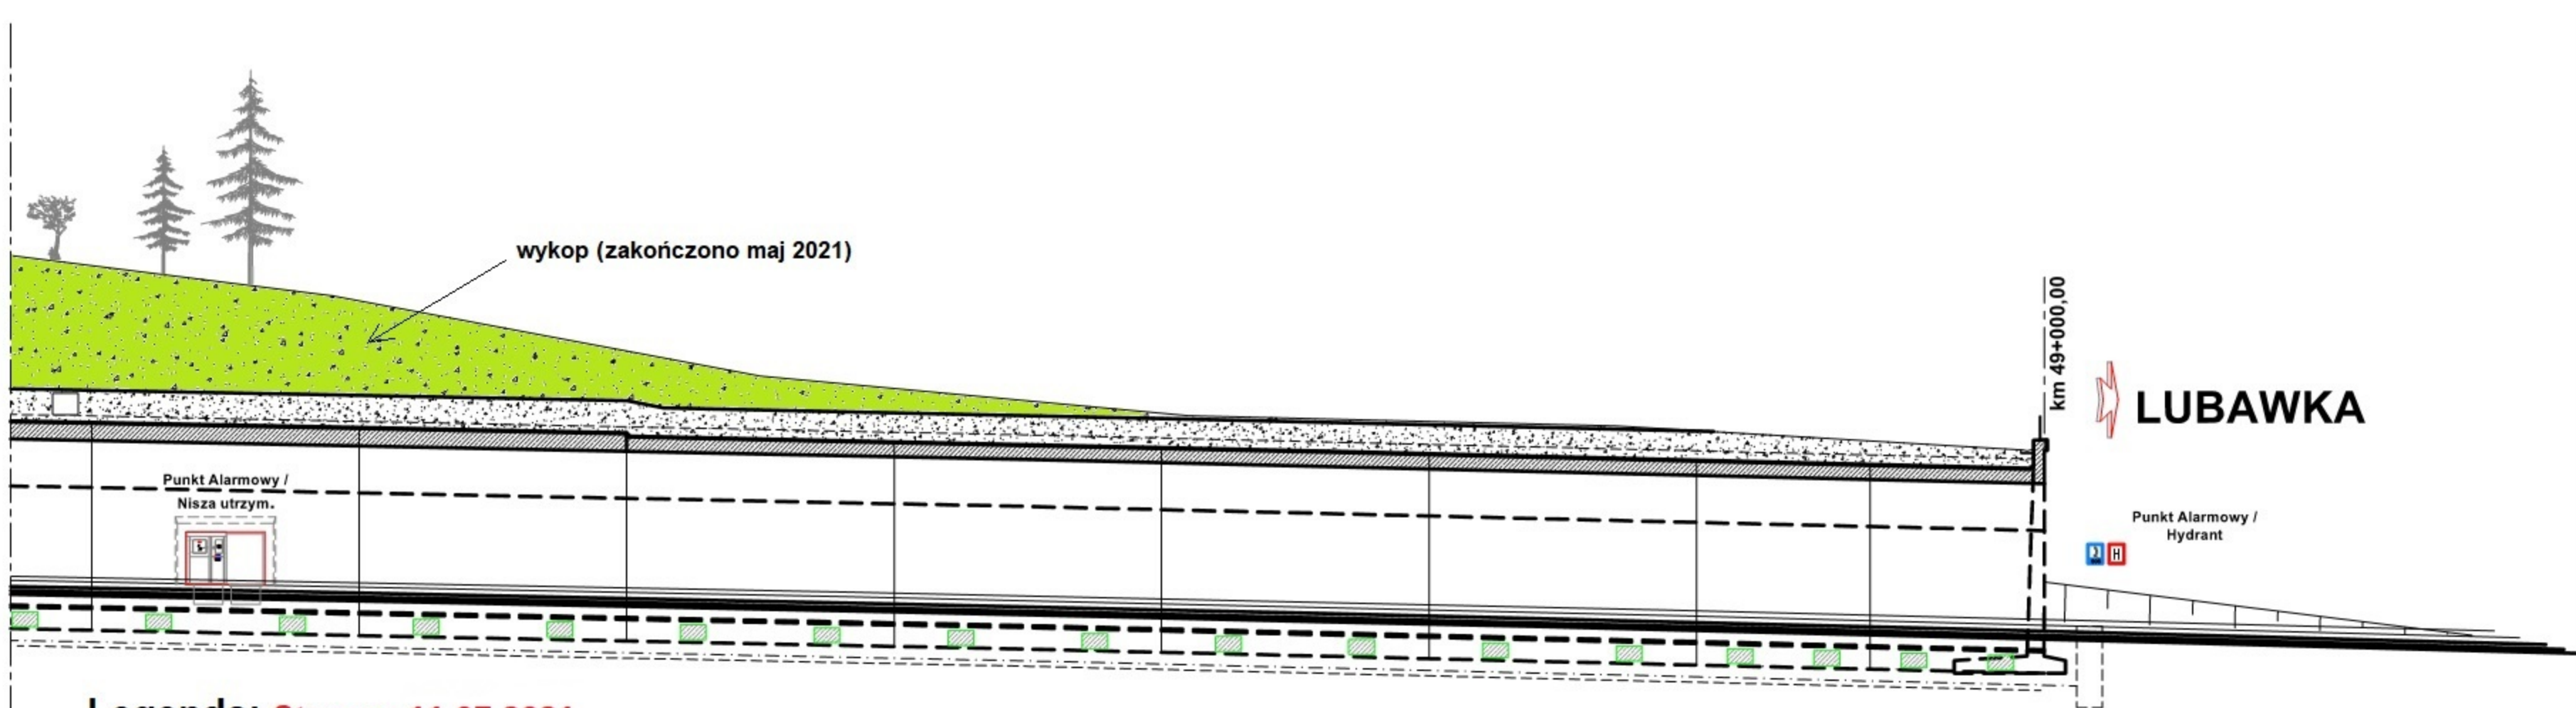 wykop (zakończono maj 2021)
km 49+000,00
LUBAWKA
Punkt Alarmowy /
Nisza utrzym.
Punkt Alarmowy /
Hydrant
H